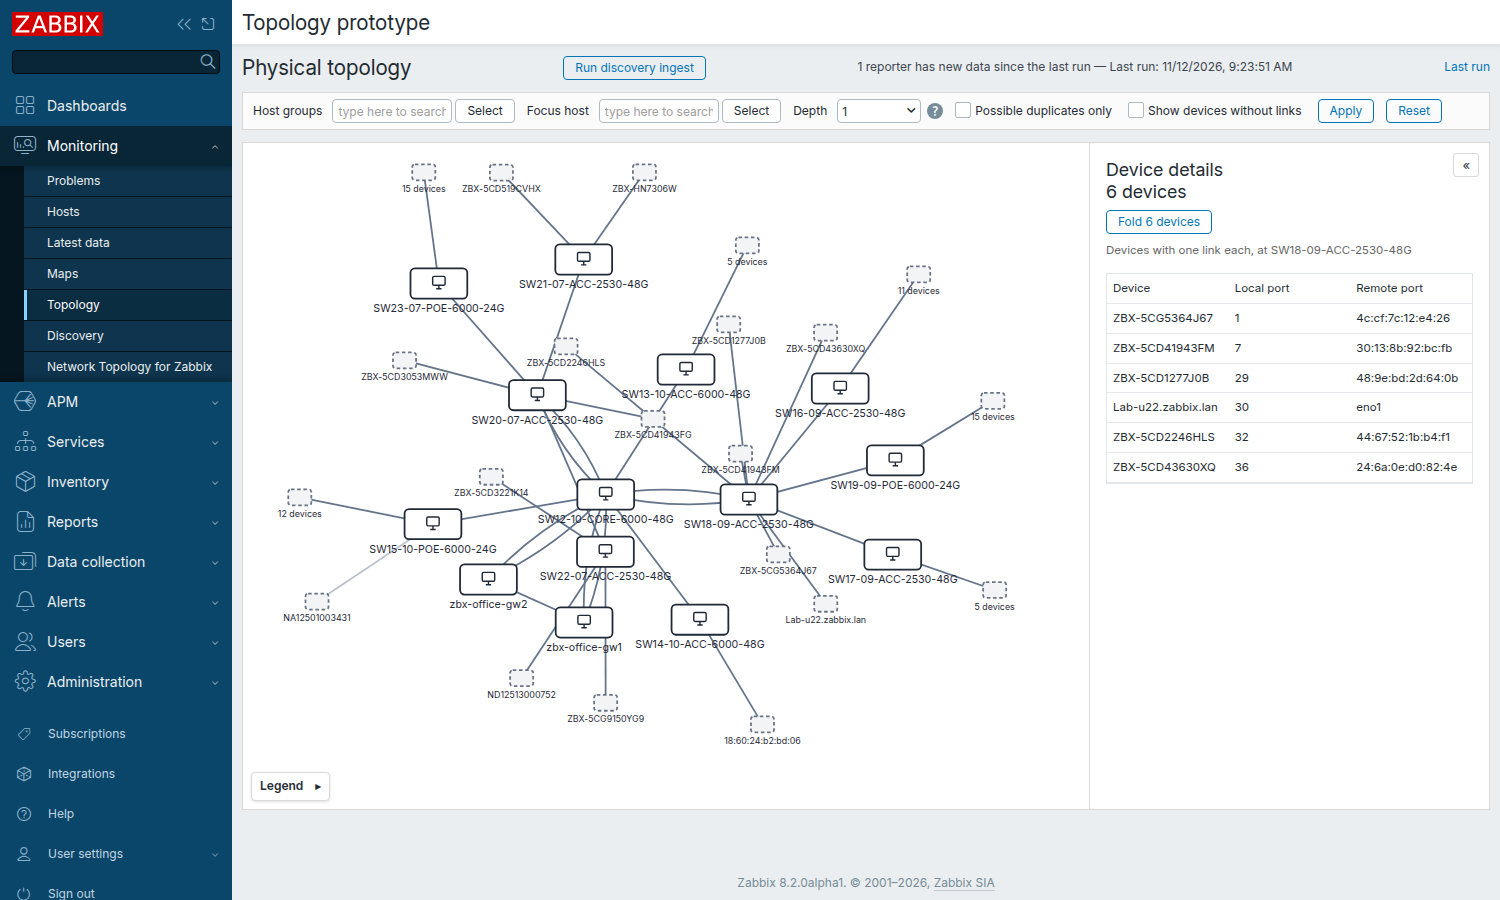 ZABBIX
Dashboards
Monitoring
Problems
Hosts
Latest data
Maps
Topology
Discovery
Network Topology for Zabbix
APM
Services
Inventory
Reports
Data collection
Alerts
Users
Administration
Subscriptions
Integrations
Help
User settings
Sign out
Topology prototype
Physical topology
Run discovery ingest
1 reporter has new data since the last run — Last run: 11/12/2026, 9:23:51 AM
Last run
Host groups type here to search Select Focus host type here to search Select Depth 1 ? Possible duplicates only Show devices without links Apply Reset
15 devices
ZBX-5CD519CVHX
ZBX-HN7306W
5 devices
SW21-07-ACC-2530-48G
11 devices
SW23-07-POE-6000-24G
ZBX-5CD1277J0B
ZBX-5CD43630XQ
ZBX-5CD2246HLS
ZBX-5CD3053MWW
SW13-10-ACC-6000-48G
SW16-09-ACC-2530-48G
15 devices
SW20-07-ACC-2530-48G
ZBX-5CD41943FG
ZBX-5CD41943FM
SW19-09-POE-6000-24G
ZBX-5CD3221K14
12 devices
SW12-10-CORE-6000-48G
SW18-09-ACC-2530-48G
SW15-10-POE-6000-24G
ZBX-5CG5364J67
SW22-07-ACC-2530-48G
SW17-09-ACC-2530-48G
zbx-office-gw2
5 devices
NA12501003431
Lab-u22.zabbix.lan
zbx-office-gw1
SW14-10-ACC-6000-48G
ND12513000752
ZBX-5CG9150YG9
18:60:24:b2:bd:06
Legend
Device details
6 devices
Fold 6 devices
Devices with one link each, at SW18-09-ACC-2530-48G
Device Local port Remote port
ZBX-5CG5364J67 1 4c:cf:7c:12:e4:26
ZBX-5CD41943FM 7 30:13:8b:92:bc:fb
ZBX-5CD1277J0B 29 48:9e:bd:2d:64:0b
Lab-u22.zabbix.lan 30 eno1
ZBX-5CD2246HLS 32 44:67:52:1b:b4:f1
ZBX-5CD43630XQ 36 24:6a:0e:d0:82:4e
Zabbix 8.2.0alpha1. © 2001–2026, Zabbix SIA